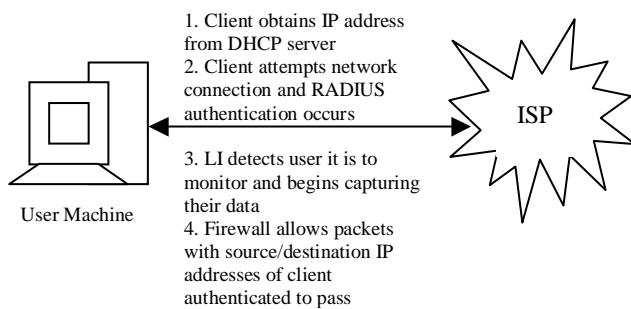 1. Client obtains IP address
from DHCP server
2. Client attempts network
connection and RADIUS
authentication occurs
ISP
3. LI detects user it is to
monitor and begins capturing
their data
4. Firewall allows packets
with source/destination IP
addresses of client
authenticated to pass
User Machine